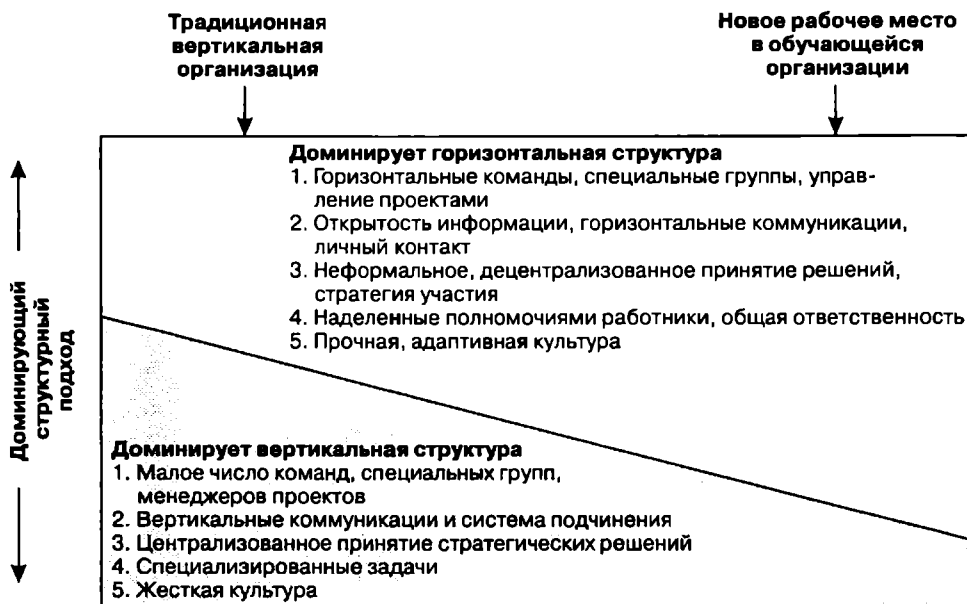 Традиционная
вертикальная
организация
Новое рабочее место
в обучающейся
организации
Доминирующий
структурный
подход
Доминирует горизонтальная структура
1. Горизонтальные команды, специальные группы, управ-
ление проектами
2. Открытость информации, горизонтальные коммуникации,
личный контакт
3. Неформальное, децентрализованное принятие решений,
стратегия участия
4. Наделенные полномочиями работники, общая ответственность
5. Прочная, адаптивная культура
Доминирует вертикальная структура
1. Малое число команд, специальных групп,
менеджеров проектов
2. Вертикальные коммуникации и система подчинения
3. Централизованное принятие стратегических решений
4. Специализированные задачи
5. Жесткая культура